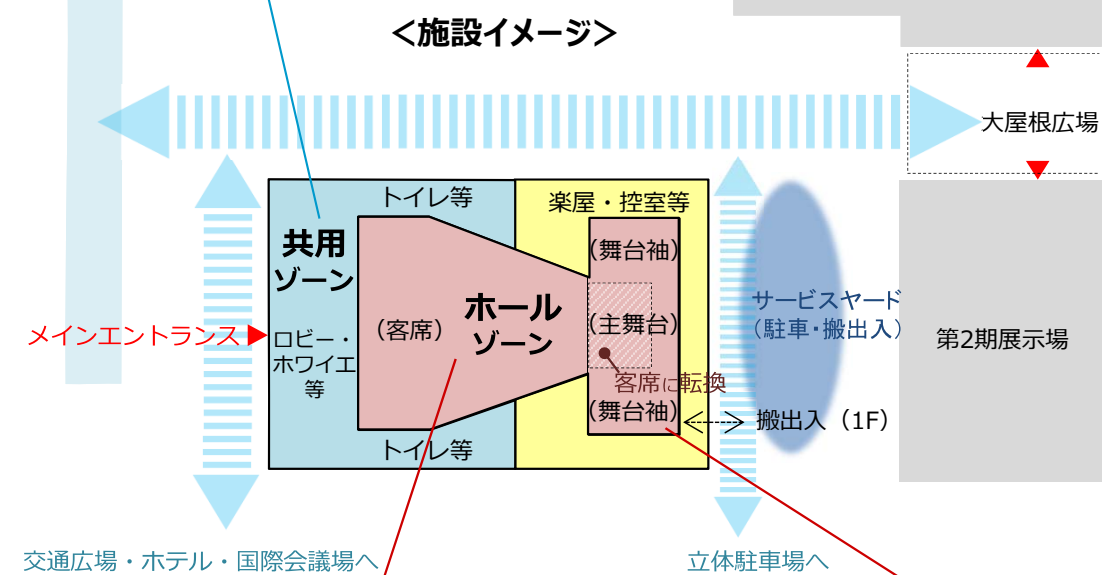 ＜施設イメージ＞
大屋根広場
トイレ等
楽屋・控室等
共用
ゾーン
(舞台袖)
ホール
ゾーン
サービスヤード
（駐車・搬出入）
メインエントランス
(客席)
(主舞台)
第2期展示場
ロビー・
ホワイエ
等
客席に転換
(舞台袖)
搬出入（1F）
トイレ等
交通広場・ホテル・国際会議場へ
立体駐車場へ